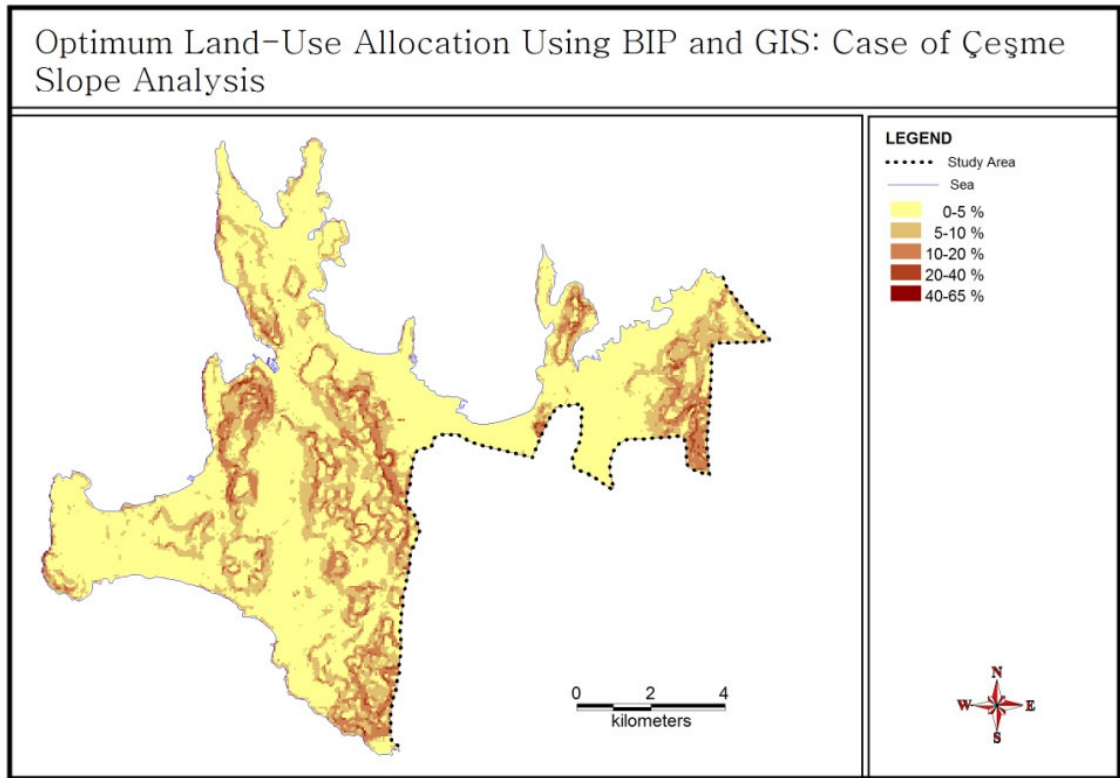 Optimum Land-Use Allocation Using BIP and GIS: Case of Çeşme
Slope Analysis
LEGEND
Study Area
Sea
0-5 %
5-10 %
10-20 %
20-40 %
40-65 %
0 2 4
kilometers
N
W E
S